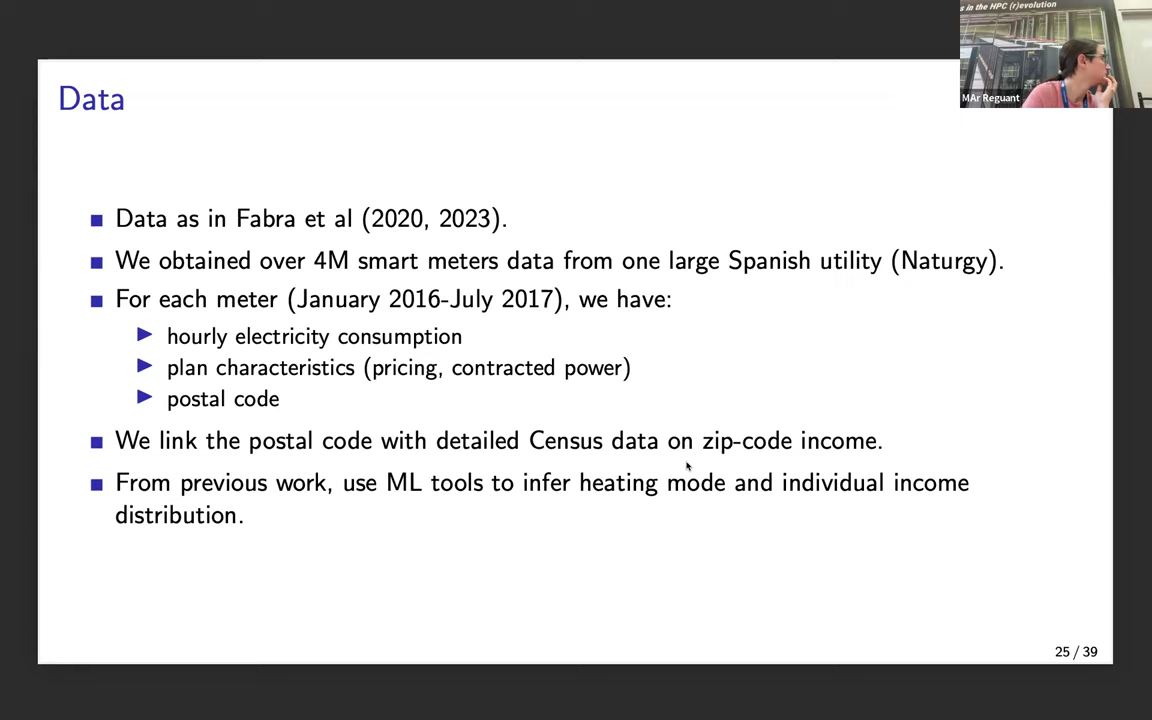 s in the HPC (r)evolution
MAr Reguant
Data
Data as in Fabra et al (2020, 2023).
We obtained over 4M smart meters data from one large Spanish utility (Naturgy).
For each meter (January 2016-July 2017), we have:
hourly electricity consumption
plan characteristics (pricing, contracted power)
postal code
We link the postal code with detailed Census data on zip-code income.
From previous work, use ML tools to infer heating mode and individual income
distribution.
25 / 39